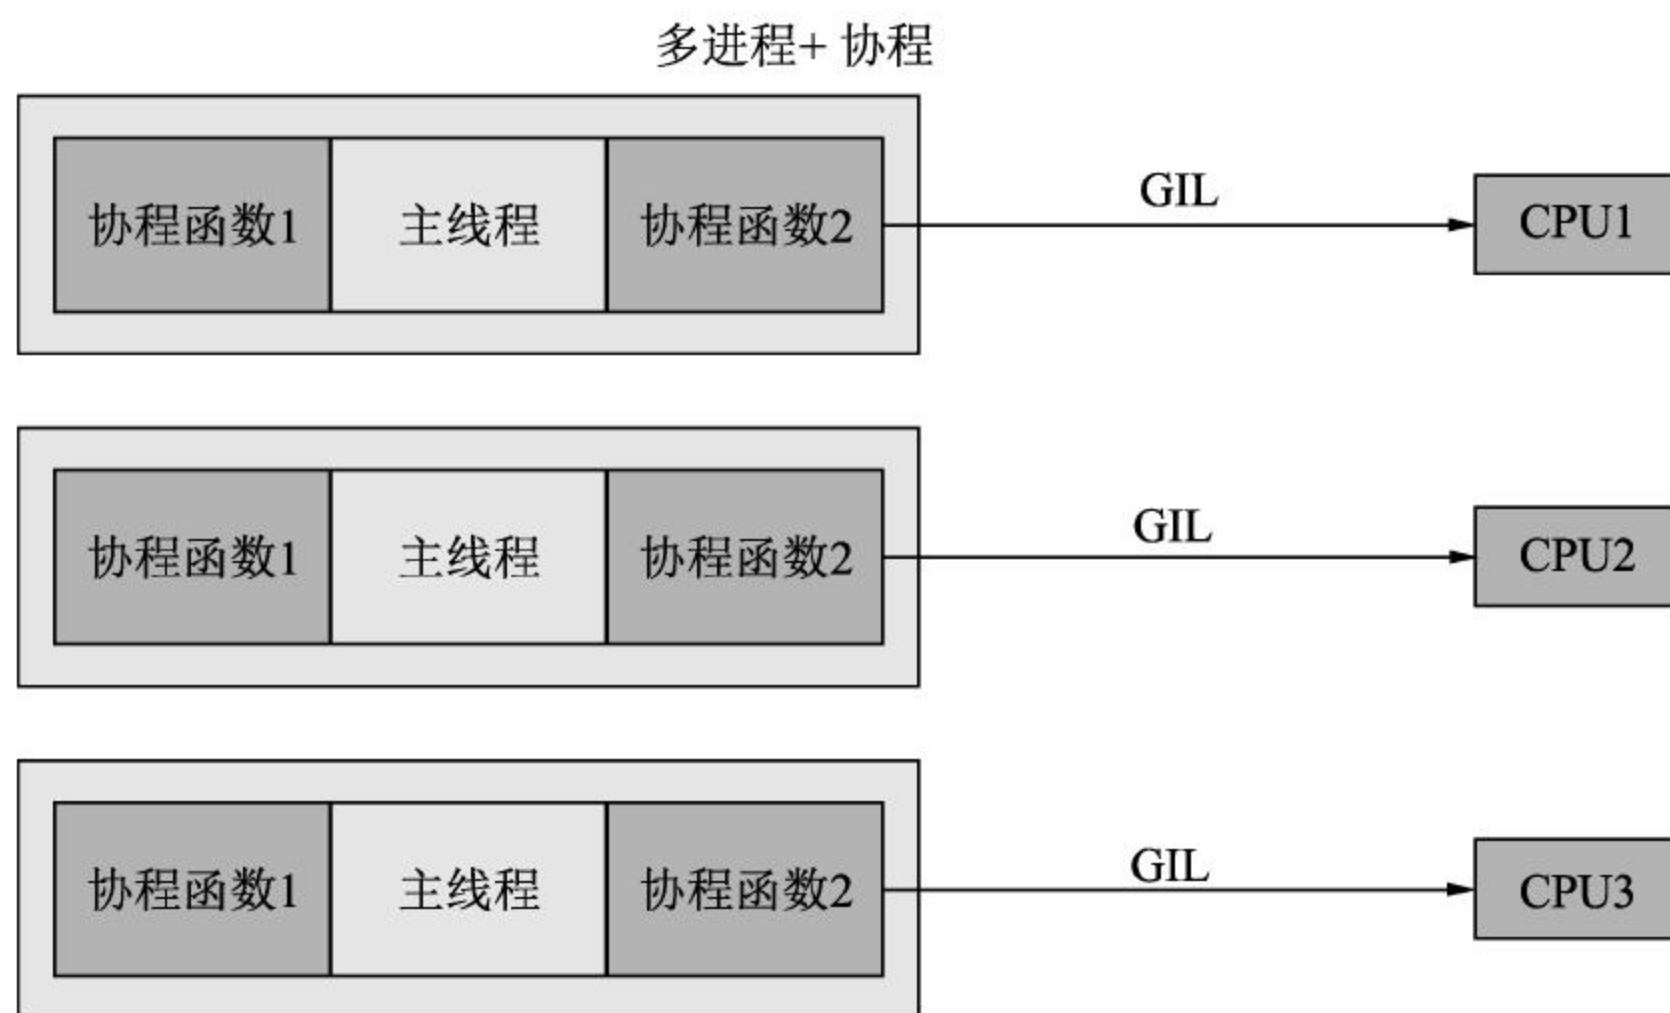 多进程+ 协程
协程函数1 主线程 协程函数2 GIL CPU1
协程函数1 主线程 协程函数2 GIL CPU2
协程函数1 主线程 协程函数2 GIL CPU3